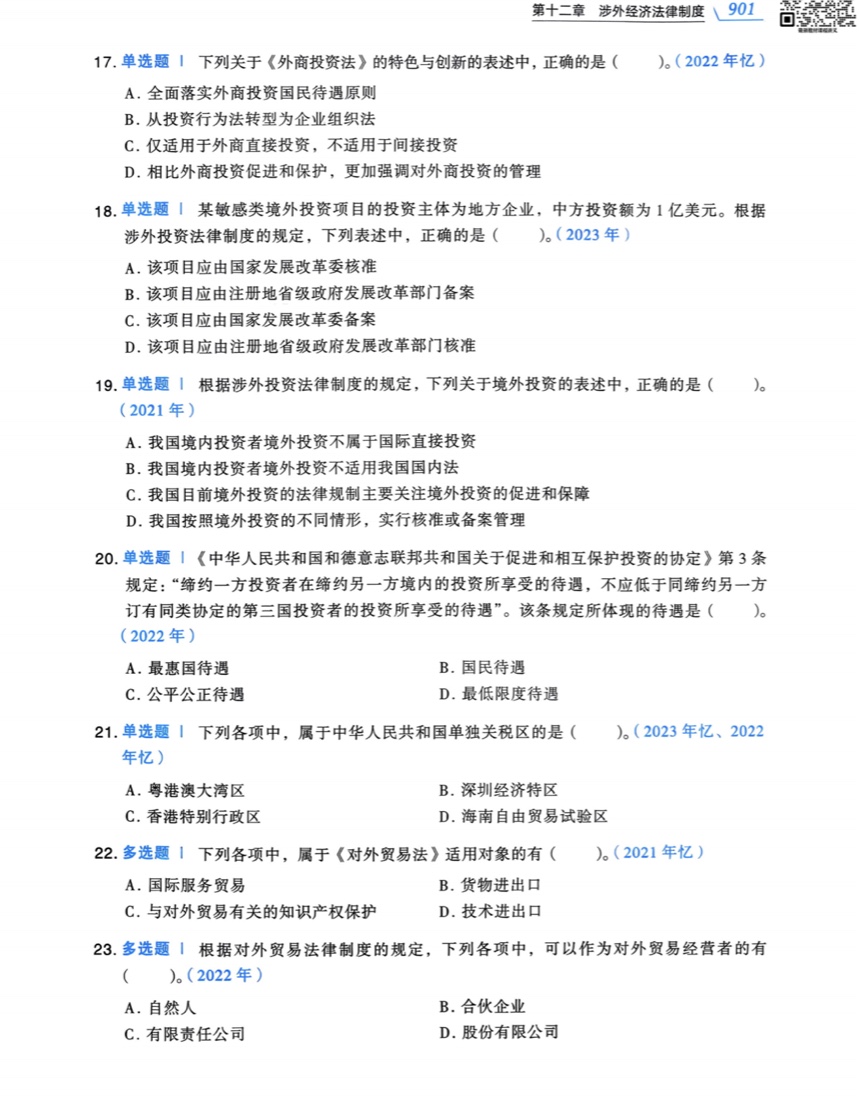 第十二章 涉外经济法律制度 901
17. 单选题 | 下列关于《外商投资法》的特色与创新的表述中，正确的是（ ）。（2022 年忆）
A. 全面落实外商投资国民待遇原则
B. 从投资行为法转型为企业组织法
C. 仅适用于外商直接投资，不适用于间接投资
D. 相比外商投资促进和保护，更加强调对外商投资的管理
18. 单选题 | 某敏感类境外投资项目的投资主体为地方企业，中方投资额为 1 亿美元。根据
涉外投资法律制度的规定，下列表述中，正确的是（ ）。（2023 年）
A. 该项目应由国家发展改革委核准
B. 该项目应由注册地省级政府发展改革部门备案
C. 该项目应由国家发展改革委备案
D. 该项目应由注册地省级政府发展改革部门核准
19. 单选题 | 根据涉外投资法律制度的规定，下列关于境外投资的表述中，正确的是（ ）。
（2021 年）
A. 我国境内投资者境外投资不属于国际直接投资
B. 我国境内投资者境外投资不适用我国国内法
C. 我国目前境外投资的法律规制主要关注境外投资的促进和保障
D. 我国按照境外投资的不同情形，实行核准或备案管理
20. 单选题 | 《中华人民共和国和德意志联邦共和国关于促进和相互保护投资的协定》第 3 条
规定：“缔约一方投资者在缔约另一方境内的投资所享受的待遇，不应低于同缔约另一方
订有同类协定的第三国投资者的投资所享受的待遇”。该条规定所体现的待遇是（ ）。
（2022 年）
A. 最惠国待遇 B. 国民待遇
C. 公平公正待遇 D. 最低限度待遇
21. 单选题 | 下列各项中，属于中华人民共和国单独关税区的是（ ）。（2023 年忆、2022
年忆）
A. 粤港澳大湾区 B. 深圳经济特区
C. 香港特别行政区 D. 海南自由贸易试验区
22. 多选题 | 下列各项中，属于《对外贸易法》适用对象的有（ ）。（2021 年忆）
A. 国际服务贸易 B. 货物进出口
C. 与对外贸易有关的知识产权保护 D. 技术进出口
23. 多选题 | 根据对外贸易法律制度的规定，下列各项中，可以作为对外贸易经营者的有
（ ）。（2022 年）
A. 自然人 B. 合伙企业
C. 有限责任公司 D. 股份有限公司